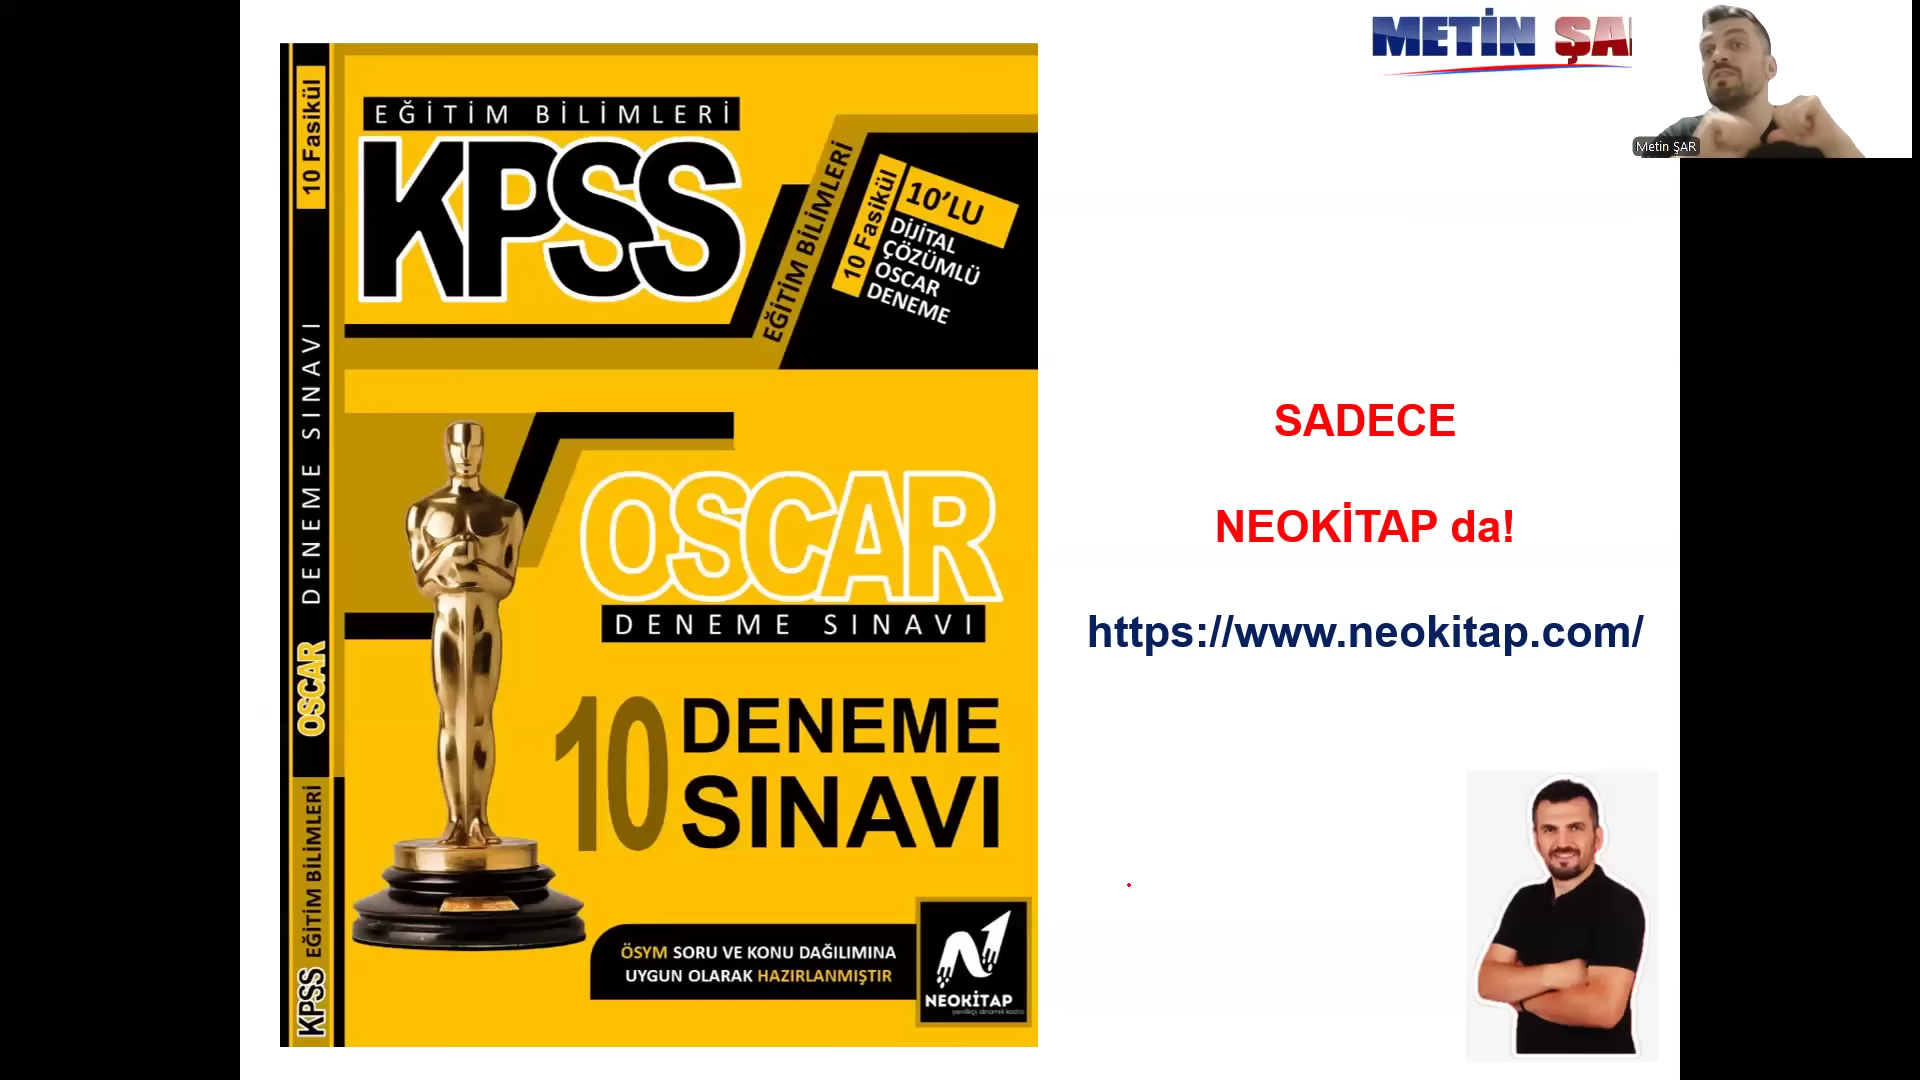 10 Fasikül
DENEME SINAVI
OSCAR
EĞİTİM BİLİMLERİ
KPSS
EĞİTİM BİLİMLERİ
KPSS
EĞİTİM BİLİMLERİ
10 Fasikül
10'LU
DİJİTAL
ÇÖZÜMLÜ
OSCAR
DENEME
OSCAR
DENEME SINAVI
10 DENEME
SINAVI
ÖSYM SORU VE KONU DAĞILIMINA
UYGUN OLARAK HAZIRLANMIŞTIR
NEOKİTAP
yenilikçi, dinamik kadro
METİN ŞA
Metin ŞAR
SADECE
NEOKİTAP da!
https://www.neokitap.com/